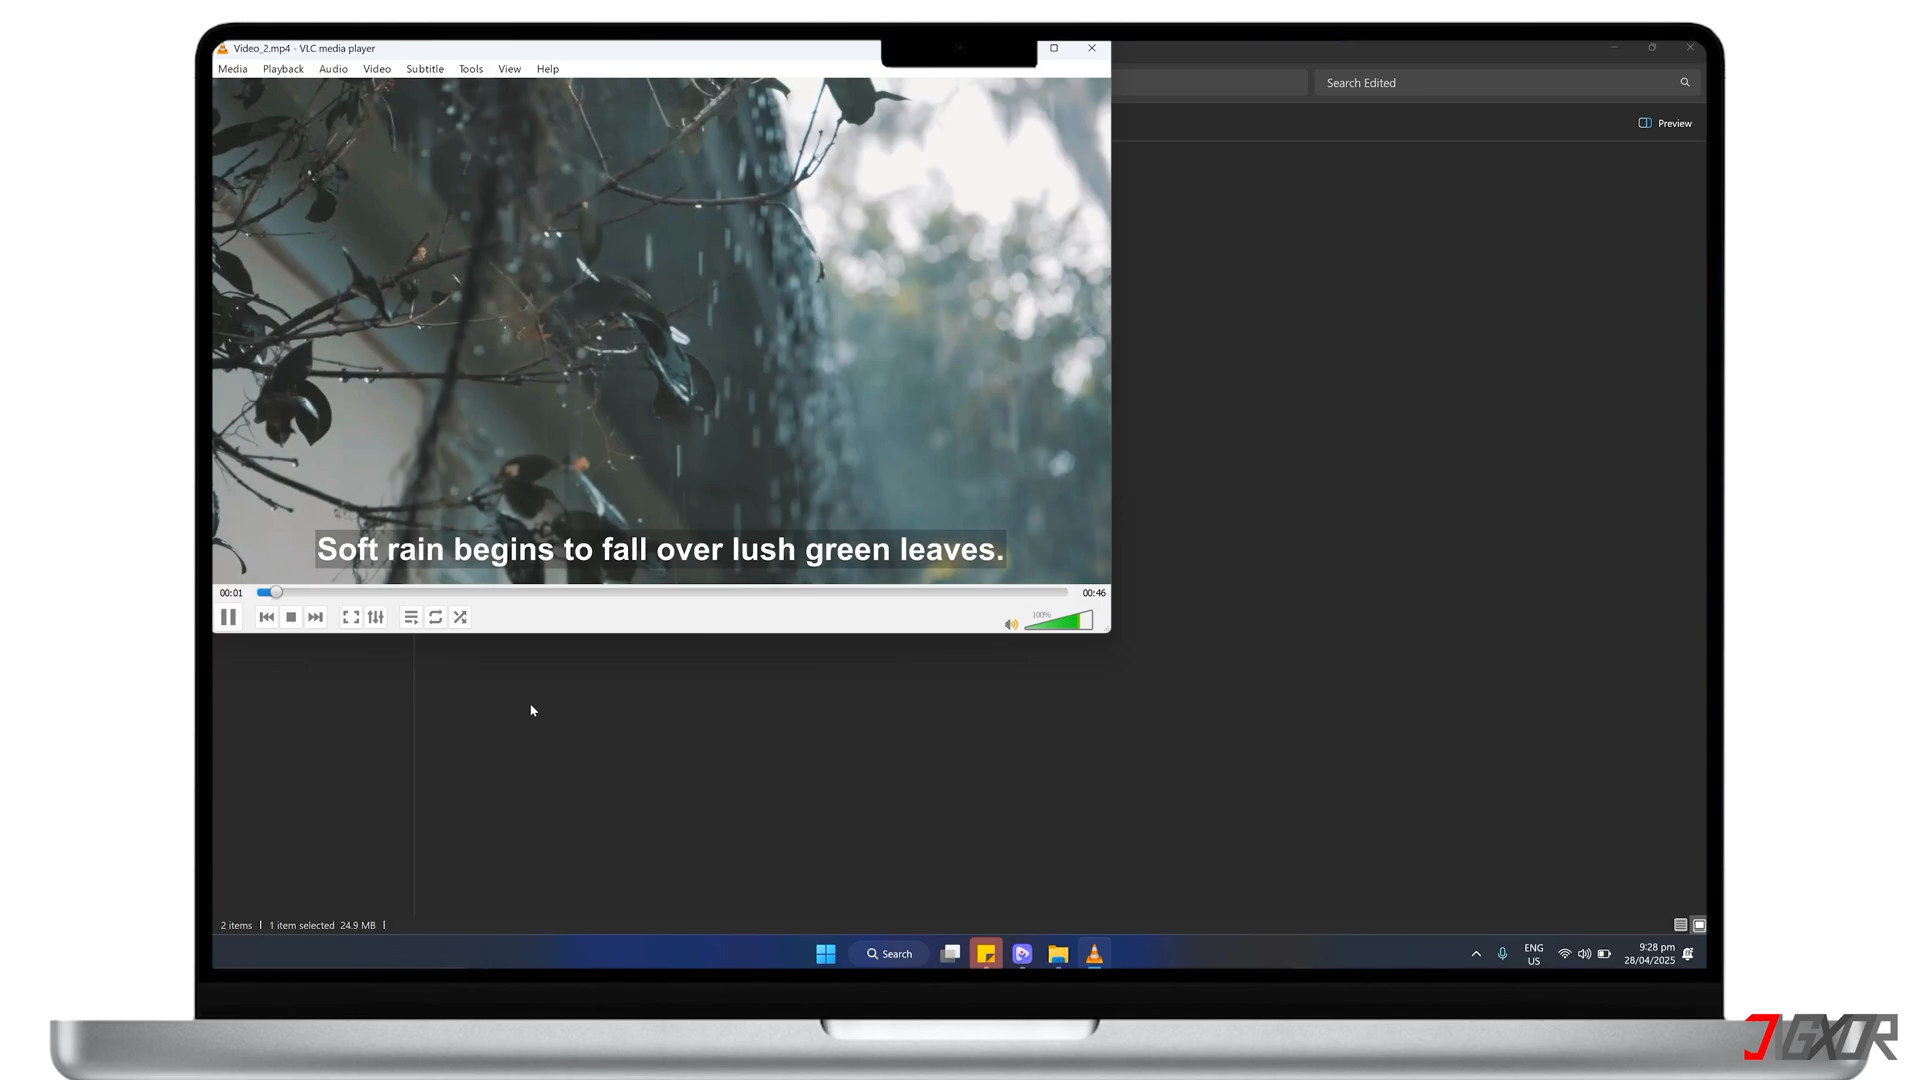 Video_2.mp4 - VLC media player
Media Playback Audio Video Subtitle Tools View Help
Search Edited
Preview
Soft rain begins to fall over lush green leaves.
00:01
00:46
100%
2 items 1 item selected 24.9 MB
Search
ENG
US
9:28 pm
28/04/2025
JIGXOR